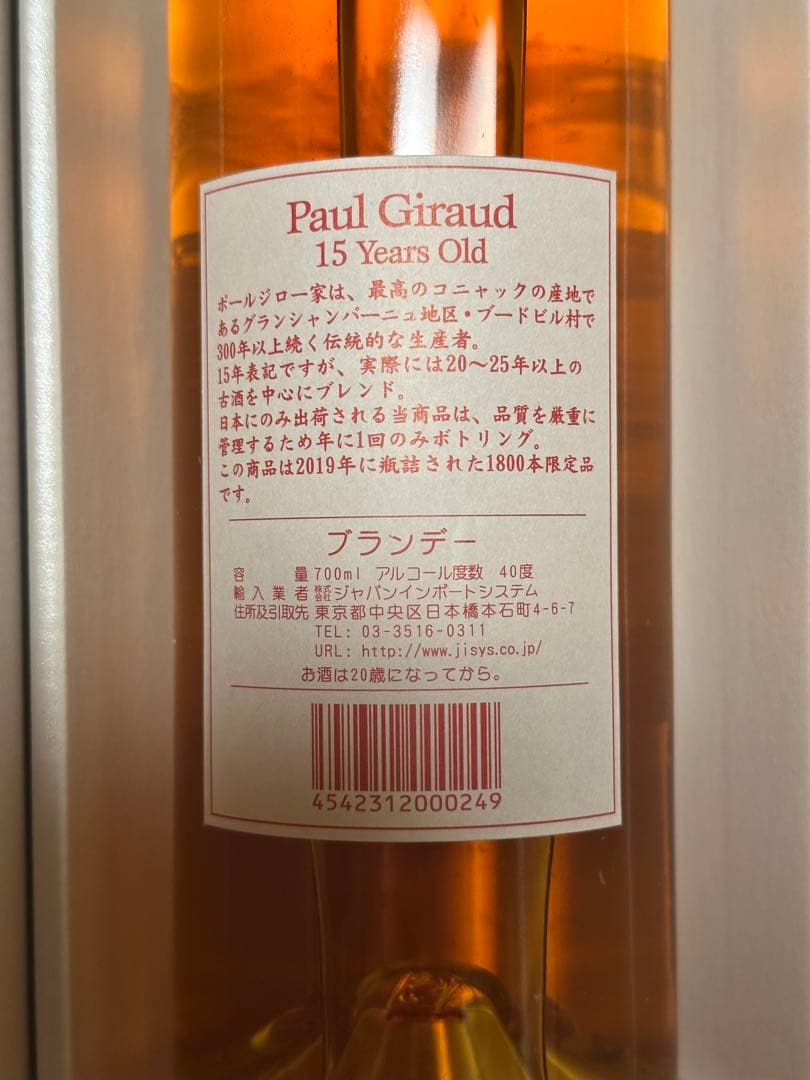 Paul Giraud
15 Years Old
ポールジロー家は、最高のコニャックの産地で
あるグランシャンパーニュ地区・ブードビル村で
300年以上続く伝統的な生産者。
15年表記ですが、実際には20～25年以上の
古酒を中心にブレンド。
日本にのみ出荷される当商品は、品質を厳重に
管理するため年に1回のみボトリング。
この商品は2019年に瓶詰された1800本限定品
です。
ブランデー
容 量 700ml アルコール度数 40度
輸入業者 株式会社ジャパンインポートシステム
住所及引取先 東京都中央区日本橋本石町4-6-7
TEL: 03-3516-0311
URL: http://www.jisys.co.jp/
お酒は20歳になってから。
4542312000249